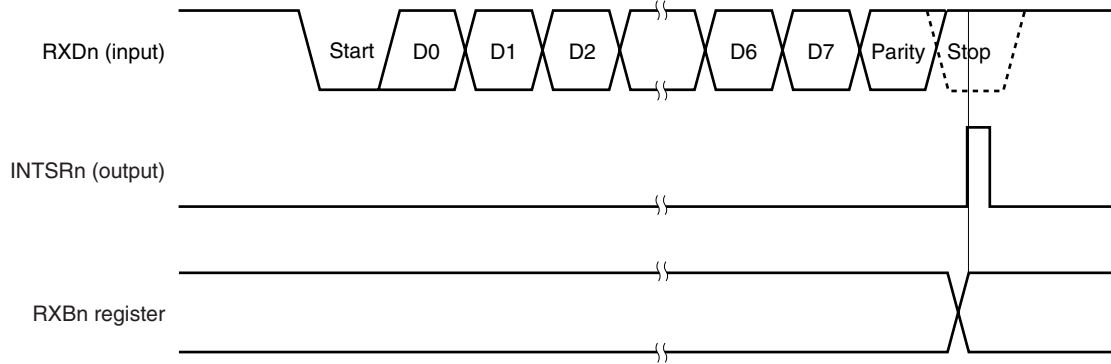 RXDn (input) Start D0 D1 D2 D6 D7 Parity Stop
INTSRn (output)
RXBn register